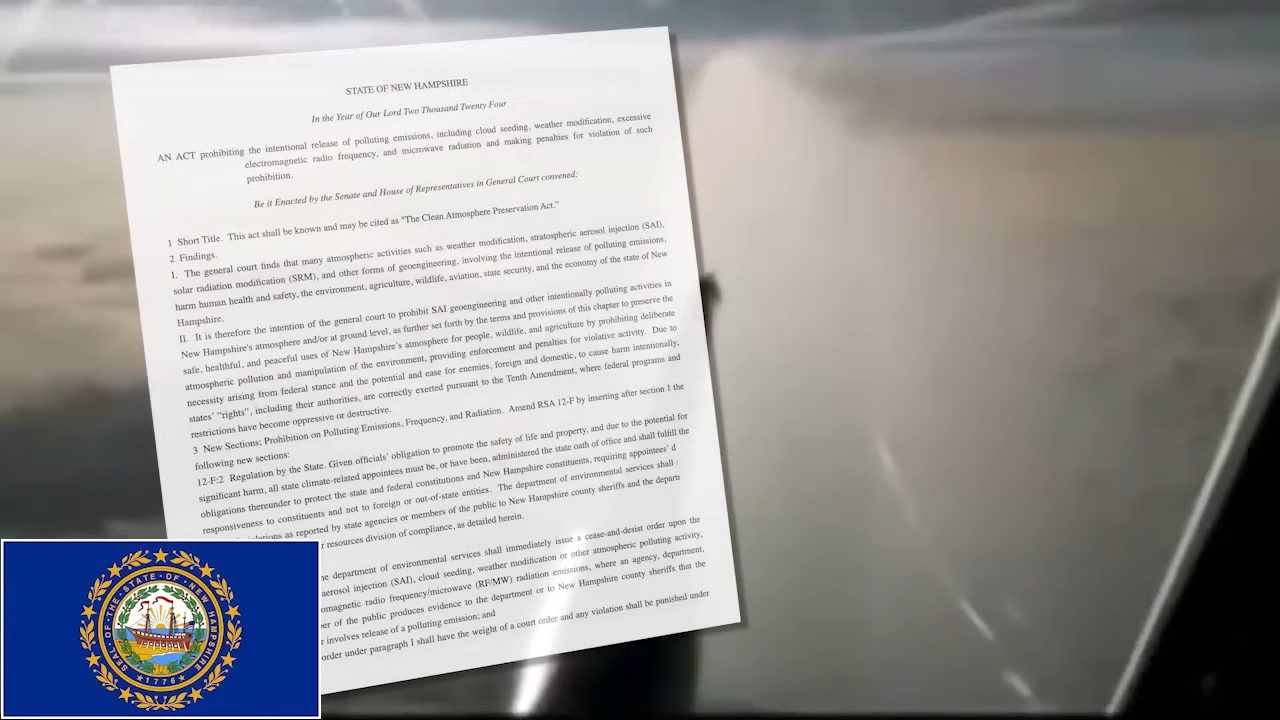 STATE OF NEW HAMPSHIRE
In the Year of Our Lord Two Thousand Twenty Four
AN ACT prohibiting the intentional release of polluting emissions, including cloud seeding, weather modification, excessive
electromagnetic radio frequency, and microwave radiation and making penalties for violation of such
prohibition.
Be it Enacted by the Senate and House of Representatives in General Court convened:
1 Short Title. This act shall be known and may be cited as "The Clean Atmosphere Preservation Act."
2 Findings.
I. The general court finds that many atmospheric activities such as weather modification, stratospheric aerosol injection (SAI),
solar radiation modification (SRM), and other forms of geoengineering, involving the intentional release of polluting emissions,
harm human health and safety, the environment, agriculture, wildlife, aviation, state security, and the economy of the state of New
Hampshire.
II. It is therefore the intention of the general court to prohibit SAI geoengineering and other intentionally polluting activities in
New Hampshire's atmosphere and/or at ground level, as further set forth by the terms and provisions of this chapter to preserve the
safe, healthful, and peaceful uses of New Hampshire's atmosphere for people, wildlife, and agriculture by prohibiting deliberate
atmospheric pollution and manipulation of the environment, providing enforcement and penalties for violative activity. Due to
necessity arising from federal stance and the potential and ease for enemies, foreign and domestic, to cause harm intentionally,
states' "rights", including their authorities, are correctly exerted pursuant to the Tenth Amendment, where federal programs and
restrictions have become oppressive or destructive.
3 New Sections; Prohibition on Polluting Emissions, Frequency, and Radiation. Amend RSA 12-F by inserting after section 1 the
following new sections:
12-F:2 Regulation by the State. Given officials' obligation to promote the safety of life and property, and due to the potential for
significant harm, all state climate-related appointees must be, or have been, administered the state oath of office and shall fulfill the
obligations thereunder to protect the state and federal constitutions and New Hampshire constituents, requiring appointees' d
responsiveness to constituents and not to foreign or out-of-state entities. The department of environmental services shall
as reported by state agencies or members of the public to New Hampshire county sheriffs and the
resources division of compliance, as detailed herein.
department of environmental services shall immediately issue a cease-and-desist order upon the
aerosol injection (SAI), cloud seeding, weather modification or other atmospheric polluting activity,
omagnetic radio frequency/microwave (RF/MW) radiation emissions, where an agency, department,
of the public produces evidence to the department or to New Hampshire county sheriffs that the
involves release of a polluting emission; and
order under paragraph I shall have the weight of a court order and any violation shall be punished under
SEAL · OF · THE · STATE · OF · NEW HAMPSHIRE
1776